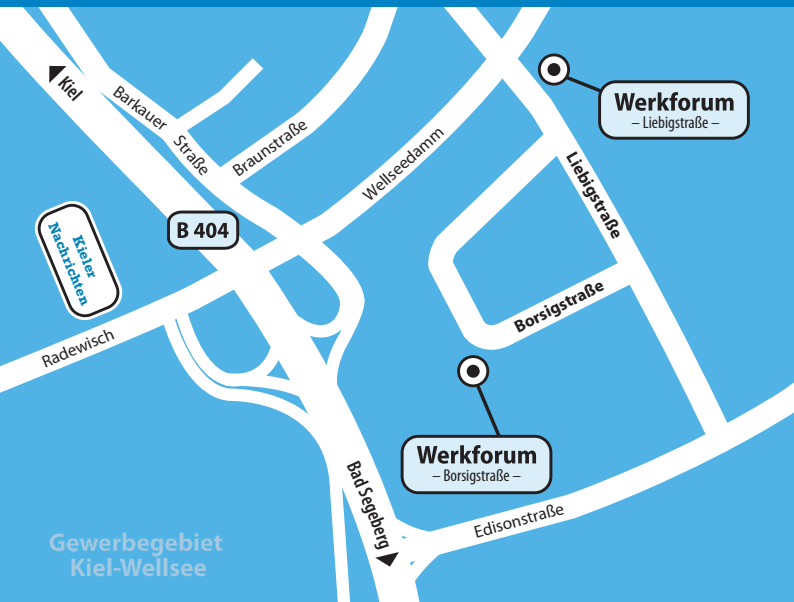 Kiel
Barkauer
Straße
Braunstraße
Wellseedamm
Werkforum
– Liebigstraße –
Liebigstraße
B 404
Kieler
Nachrichten
Radewisch
Borsigstraße
Werkforum
– Borsigstraße –
Bad Segeberg
Edisonstraße
Gewerbegebiet
Kiel-Wellsee